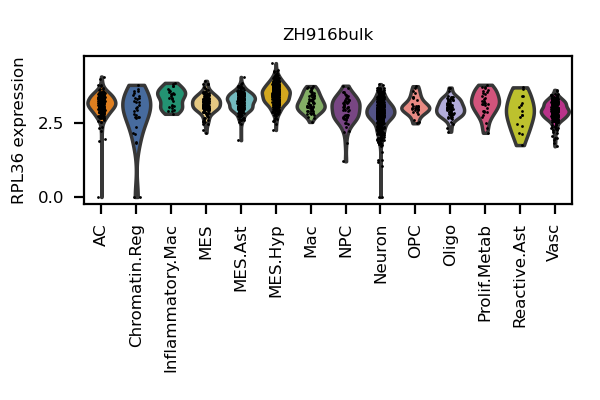 ZH916bulk
RPL36 expression
2.5
0.0
AC
Chromatin.Reg
Inflammatory.Mac
MES
MES.Ast
MES.Hyp
Mac
NPC
Neuron
OPC
Oligo
Prolif.Metab
Reactive.Ast
Vasc